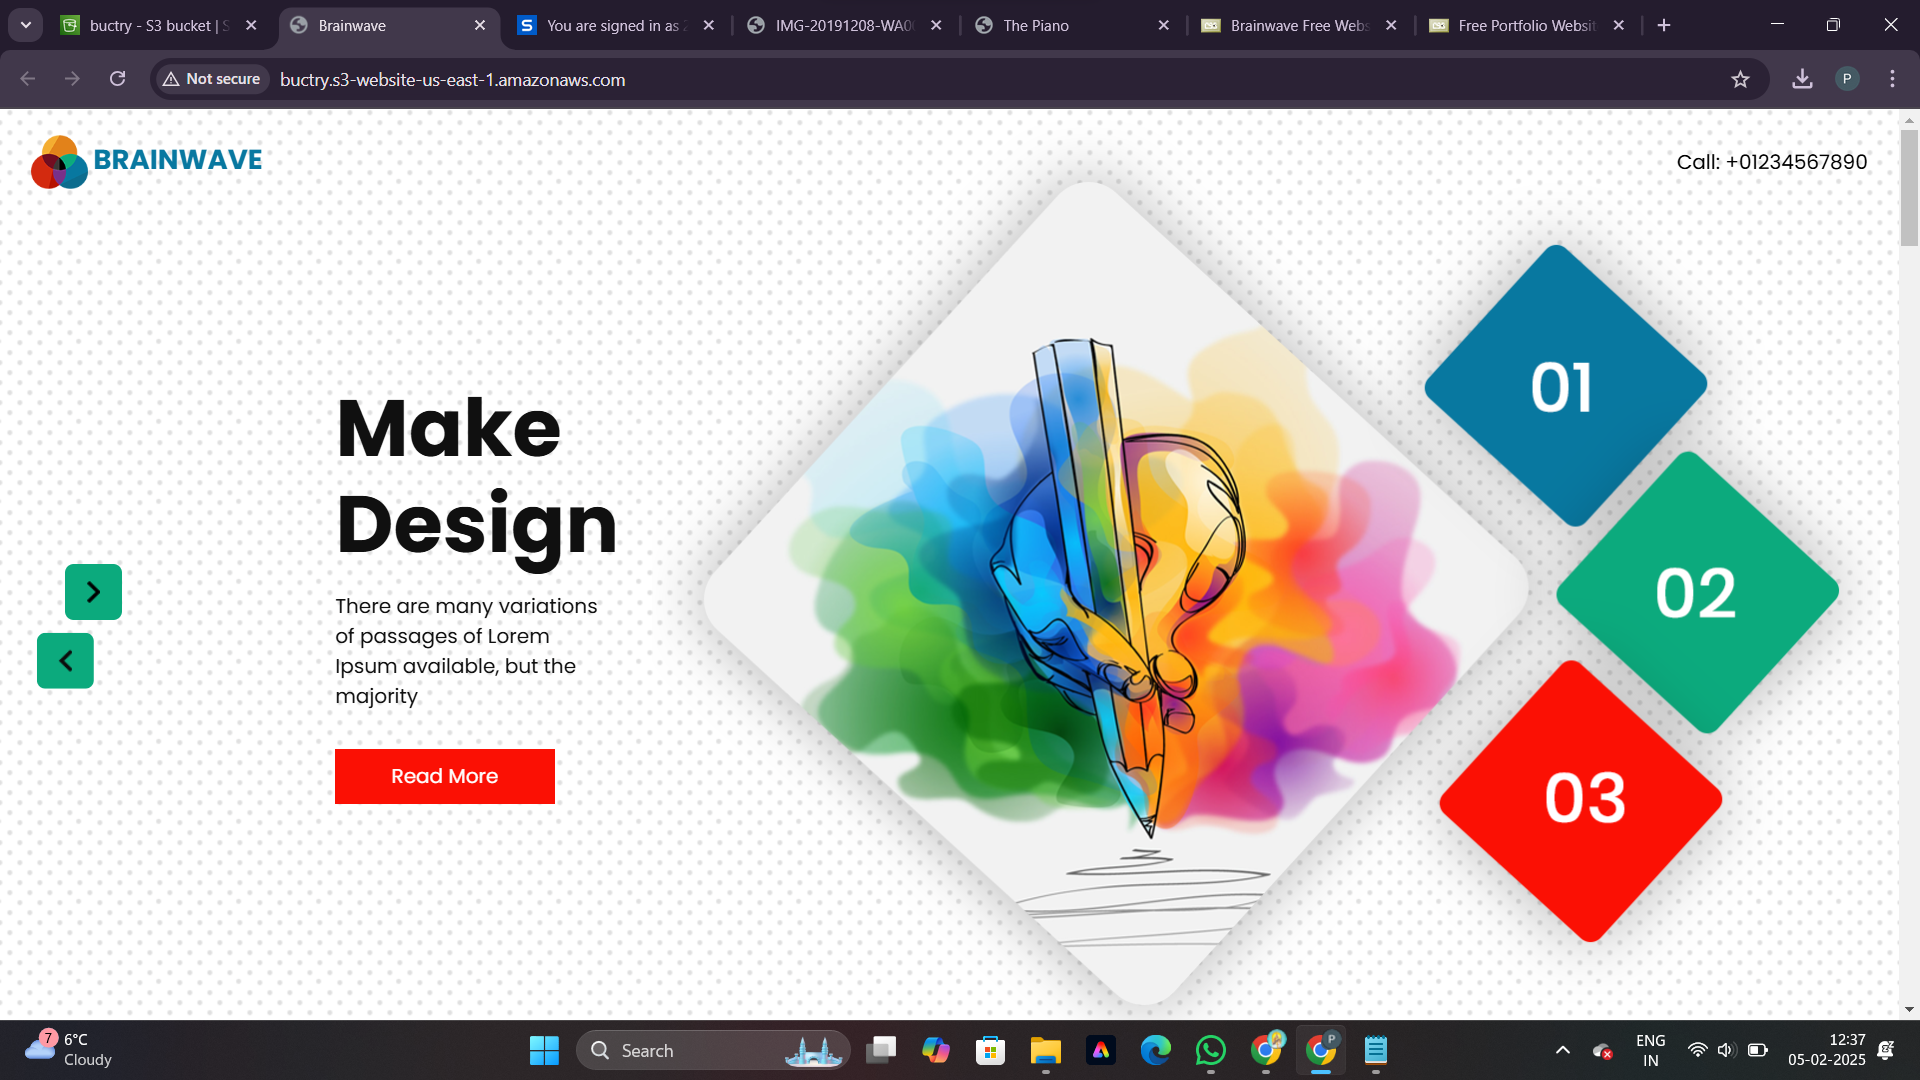 buctry - S3 bucket | S
Brainwave
You are signed in as
IMG-20191208-WA0
The Piano
Brainwave Free Webs
Free Portfolio Websit
Not secure
buctry.s3-website-us-east-1.amazonaws.com
P
BRAINWAVE
Call: +01234567890
Make
Design
There are many variations
of passages of Lorem
Ipsum available, but the
majority
Read More
01
02
03
7
6°C
Cloudy
Search
P
ENG
IN
12:37
05-02-2025